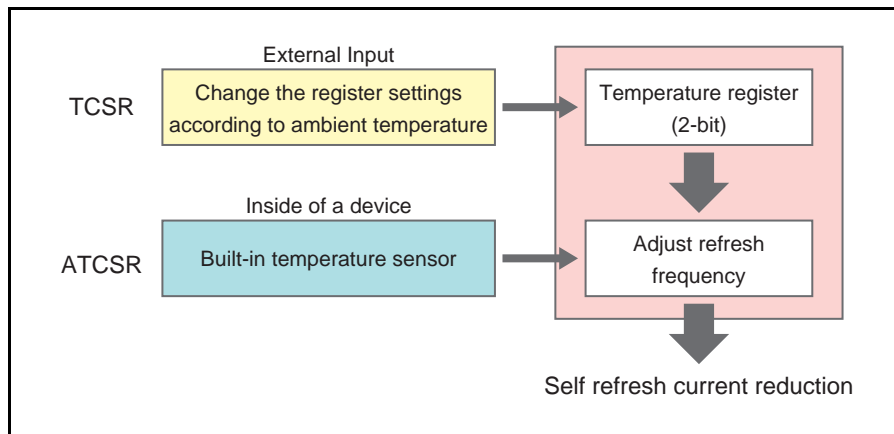 External Input
TCSR
Change the register settings
according to ambient temperature
Temperature register
(2-bit)
Inside of a device
ATCSR
Built-in temperature sensor
Adjust refresh
frequency
Self refresh current reduction